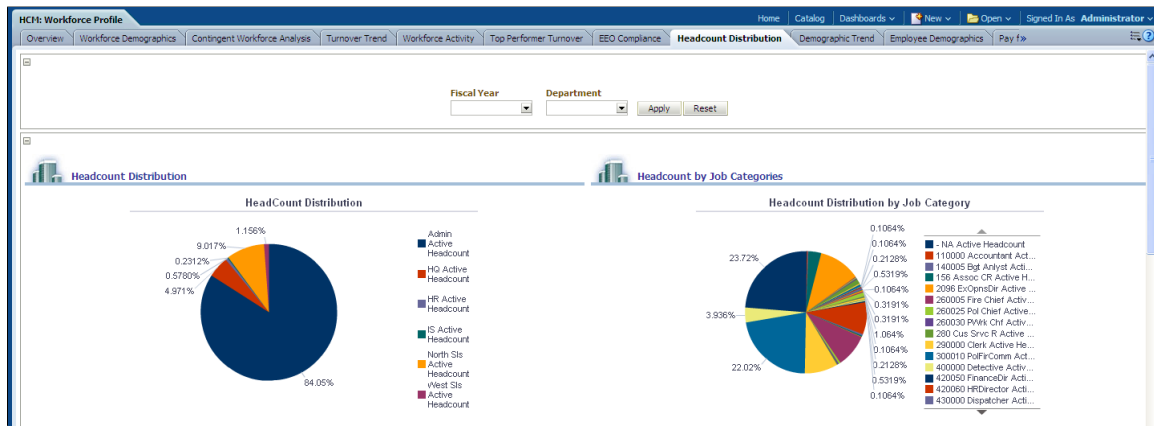 HCM: Workforce Profile
Home Catalog Dashboards New Open Signed In As Administrator
Overview Workforce Demographics Contingent Workforce Analysis Turnover Trend Workforce Activity Top Performer Turnover EEO Compliance Headcount Distribution Demographic Trend Employee Demographics Pay f»
Fiscal Year Department
Apply Reset
Headcount Distribution
HeadCount Distribution
1.156%
9.017%
0.2312%
0.5780%
4.971%
84.05%
Admin
Active
Headcount
HQ Active
Headcount
HR Active
Headcount
IS Active
Headcount
North Sls
Active
Headcount
West Sls
Active
Headcount
Headcount by Job Categories
Headcount Distribution by Job Category
23.72%
3.936%
22.02%
0.1064%
0.1064%
0.2128%
0.5319%
0.1064%
0.3191%
0.3191%
1.064%
0.1064%
0.2128%
0.5319%
0.1064%
- NA Active Headcount
110000 Accountant Act...
140005 Bgt Anlyst Acti...
156 Assoc CR Active H...
2096 ExOpnsDir Active ...
260005 Fire Chief Activ...
260025 Pol Chief Active...
260030 PWrk Chf Activ...
280 Cus Srvc R Active ...
290000 Clerk Active He...
300010 PolFirComm Act...
400000 Detective Activ...
420050 FinanceDir Acti...
420060 HRDirector Acti...
430000 Dispatcher Acti...